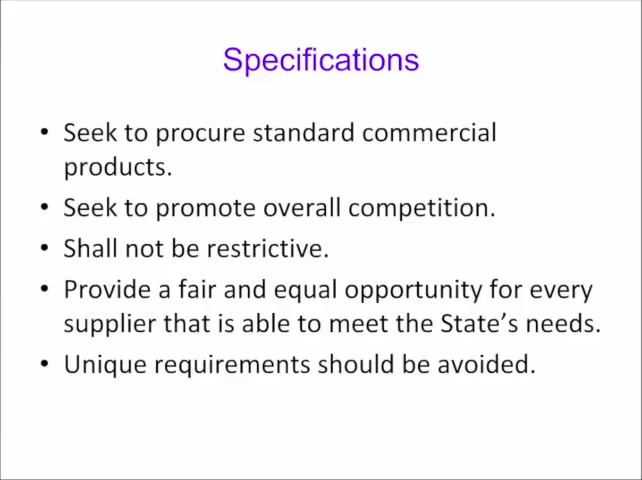 Specifications
• Seek to procure standard commercial
products.
• Seek to promote overall competition.
• Shall not be restrictive.
• Provide a fair and equal opportunity for every
supplier that is able to meet the State's needs.
• Unique requirements should be avoided.